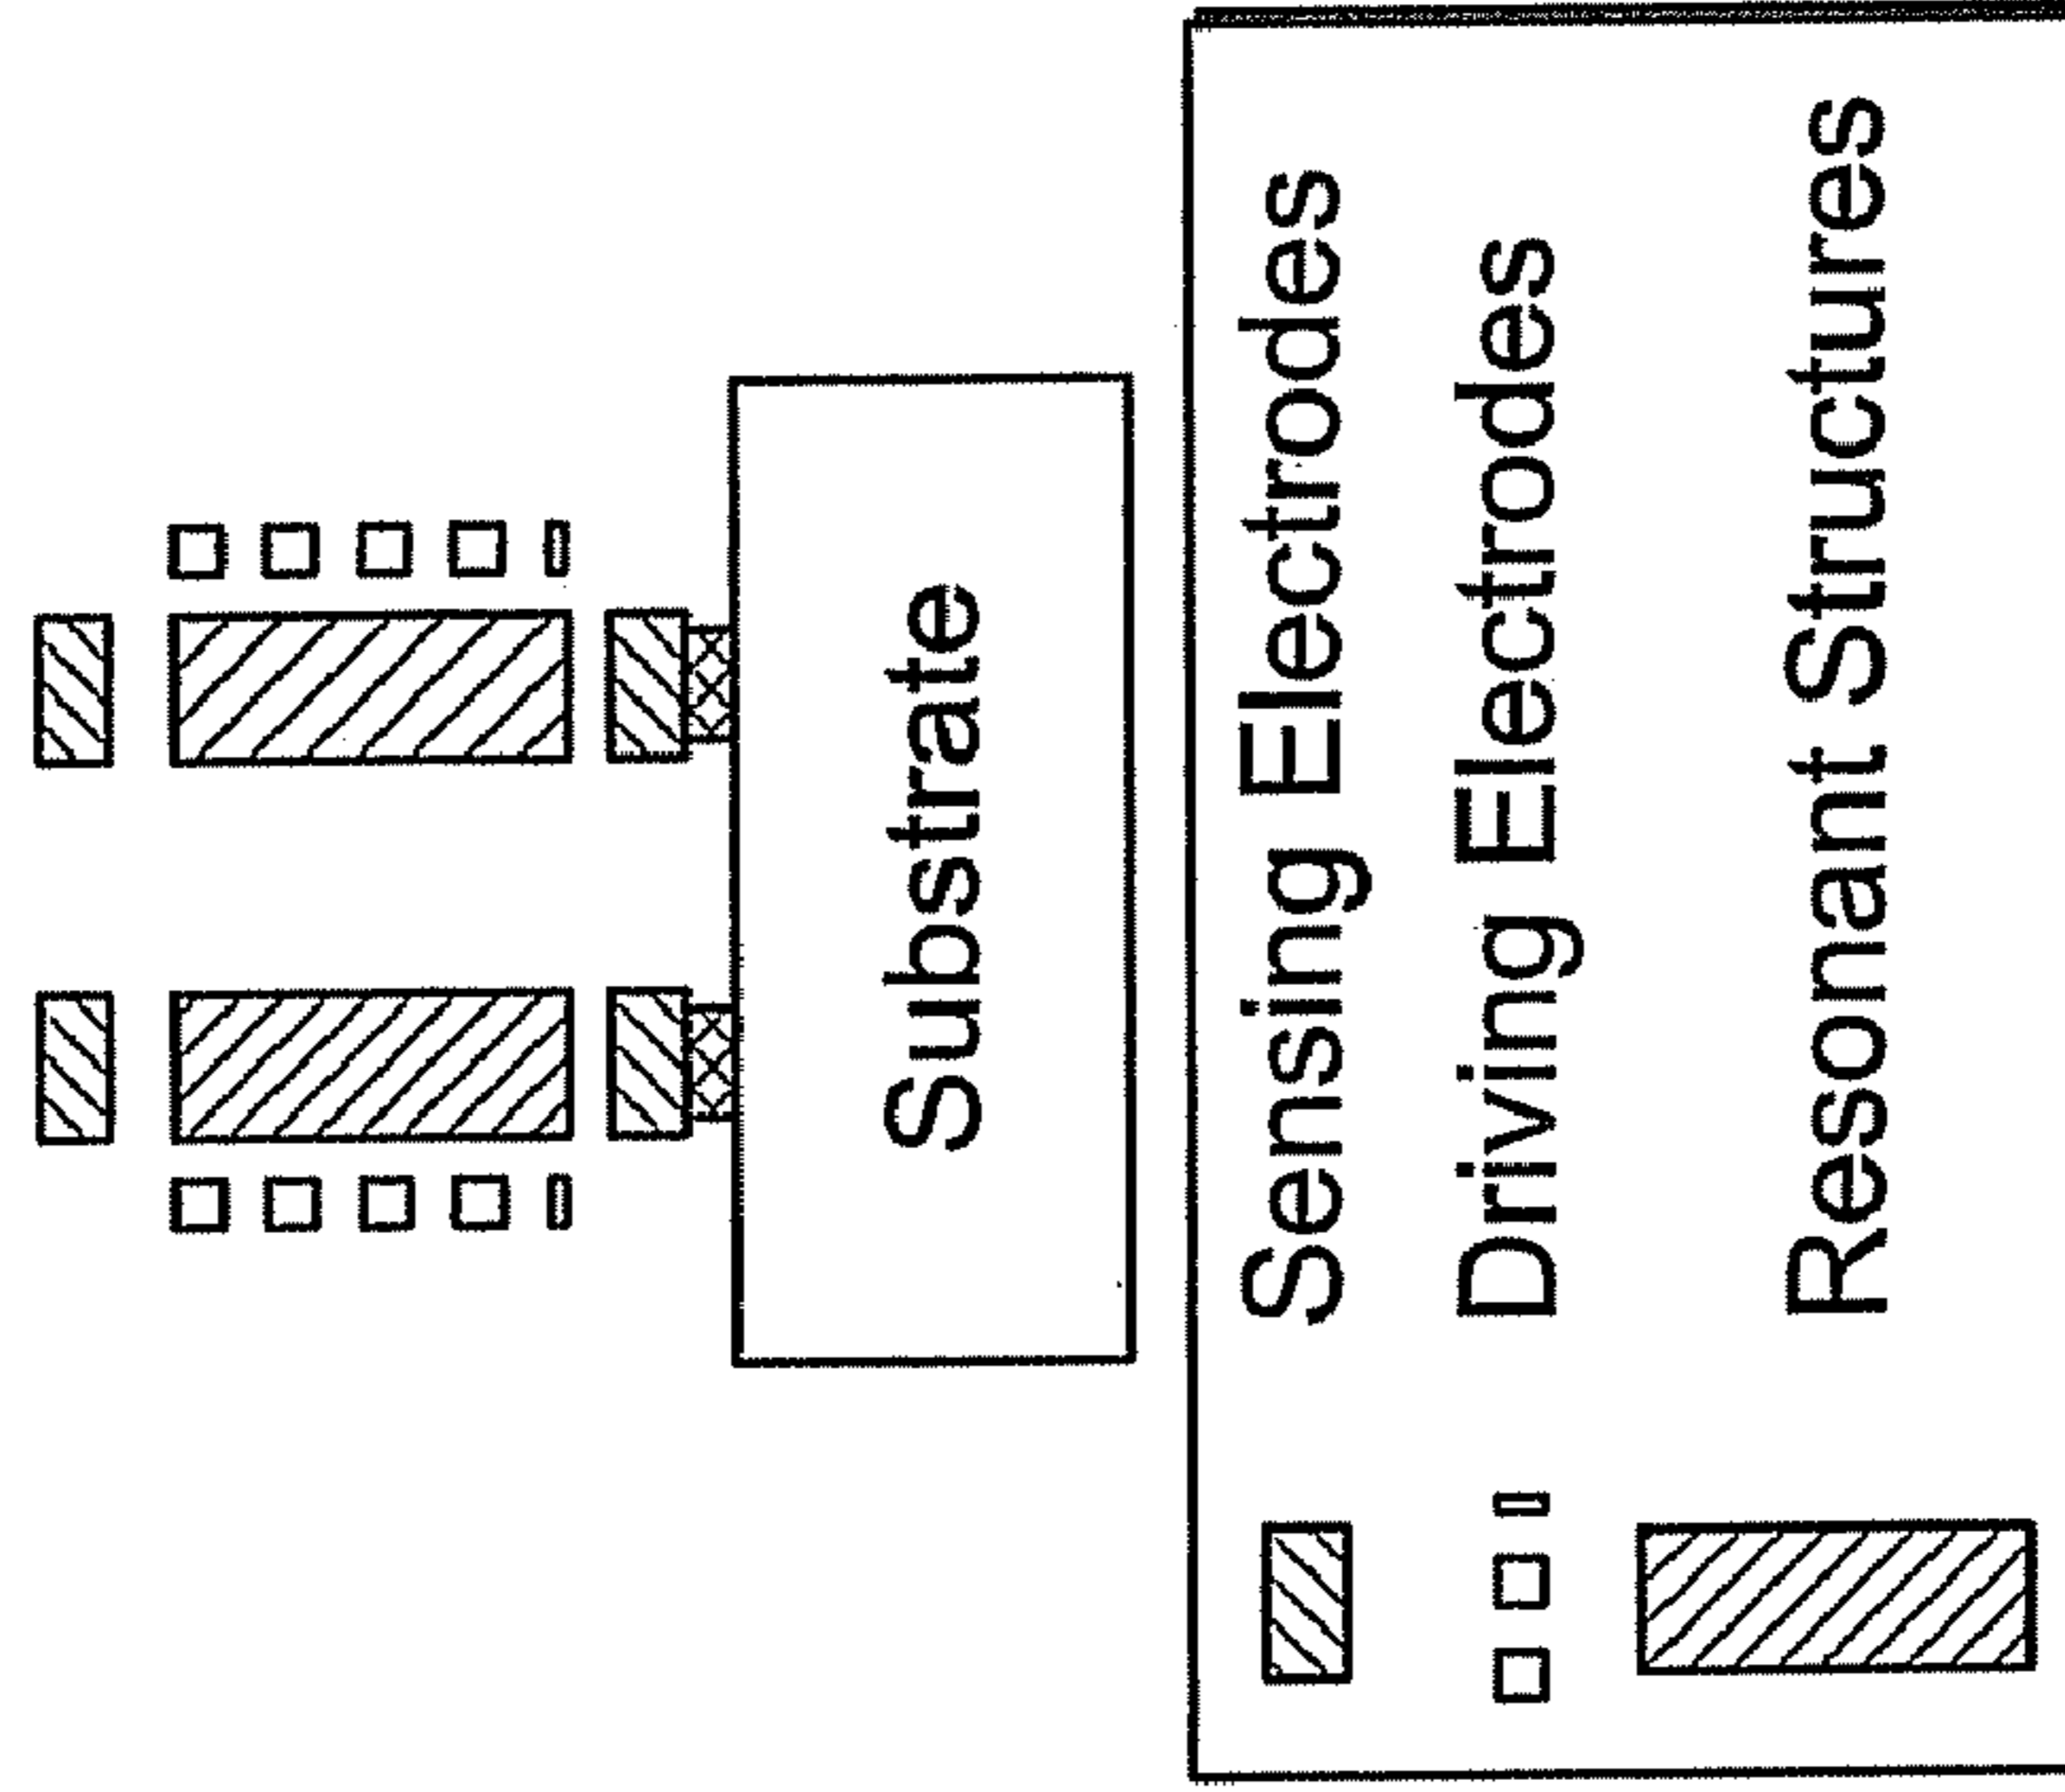 Substrate
Sensing Electrodes
Driving Electrodes
Resonant Structures